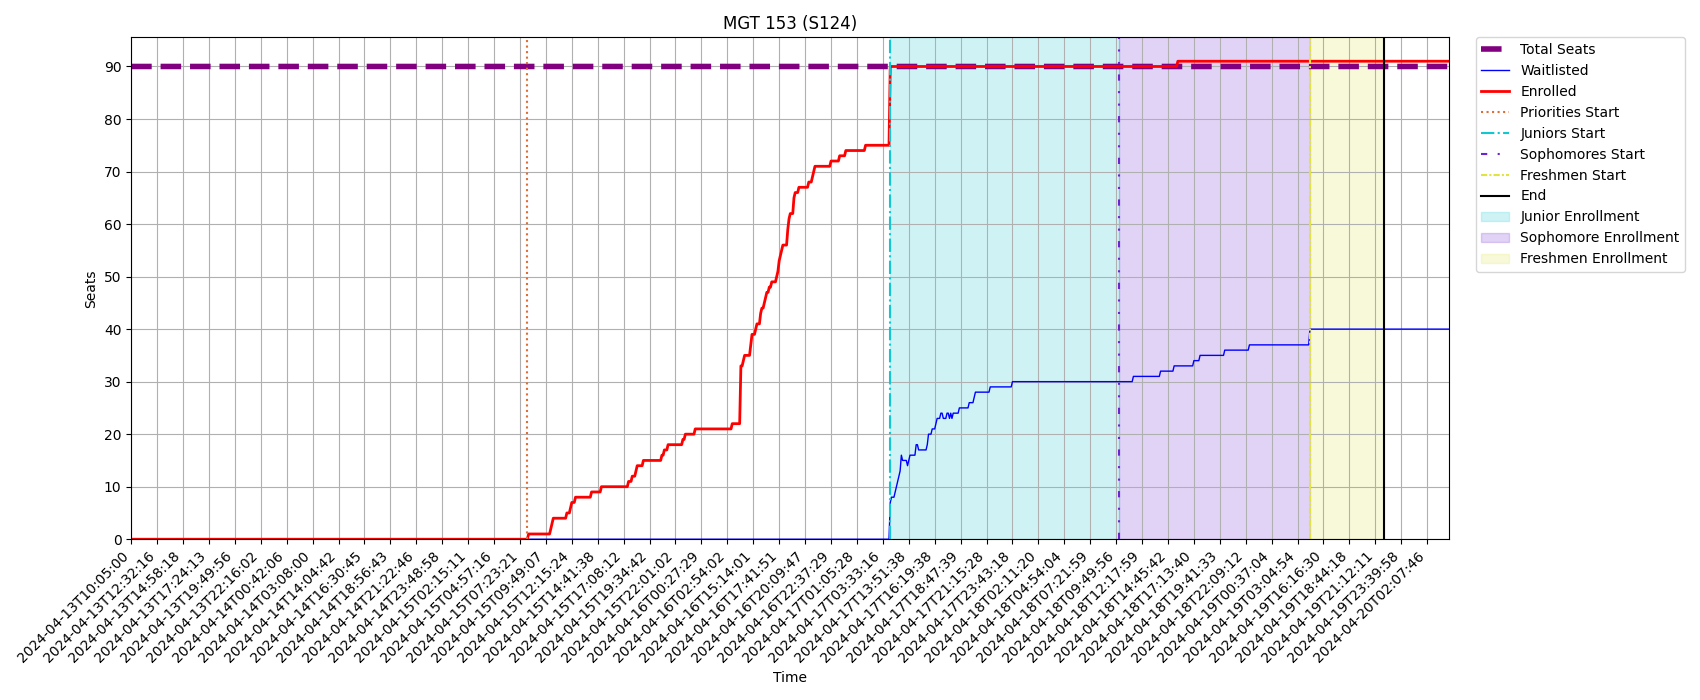 MGT 153 (S124)
Seats
90
80
70
60
50
40
30
20
10
0
2024-04-13T10:05:00
2024-04-13T12:32:16
2024-04-13T14:58:18
2024-04-13T17:24:13
2024-04-13T19:49:56
2024-04-13T22:16:02
2024-04-14T00:42:06
2024-04-14T03:08:00
2024-04-14T14:04:42
2024-04-14T16:30:45
2024-04-14T18:56:43
2024-04-14T21:22:46
2024-04-14T23:48:58
2024-04-15T02:15:11
2024-04-15T04:57:16
2024-04-15T07:23:21
2024-04-15T09:49:07
2024-04-15T12:15:24
2024-04-15T14:41:38
2024-04-15T17:08:12
2024-04-15T19:34:42
2024-04-15T22:01:02
2024-04-16T00:27:29
2024-04-16T02:54:02
2024-04-16T15:14:01
2024-04-16T17:41:51
2024-04-16T20:09:47
2024-04-16T22:37:29
2024-04-17T01:05:28
2024-04-17T03:33:16
2024-04-17T13:51:38
2024-04-17T16:19:38
2024-04-17T18:47:39
2024-04-17T21:15:28
2024-04-17T23:43:18
2024-04-18T02:11:20
2024-04-18T04:54:04
2024-04-18T07:21:59
2024-04-18T09:49:56
2024-04-18T12:17:59
2024-04-18T14:45:42
2024-04-18T17:13:40
2024-04-18T19:41:33
2024-04-18T22:09:12
2024-04-19T00:37:04
2024-04-19T03:04:54
2024-04-19T16:16:30
2024-04-19T18:44:18
2024-04-19T21:12:11
2024-04-19T23:39:58
2024-04-20T02:07:46
Time
Total Seats
Waitlisted
Enrolled
Priorities Start
Juniors Start
Sophomores Start
Freshmen Start
End
Junior Enrollment
Sophomore Enrollment
Freshmen Enrollment